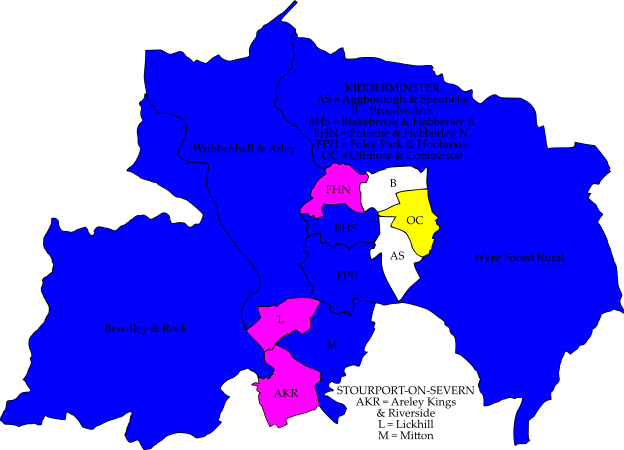 KIDDERMINSTER
AS = Aggborough & Spennells
B = Broadwaters
BHS = Blakebrook & Habberley S.
FHN = Franche & Habberley N.
FPH = Foley Park & Hoobrook
OC = Offmore & Comberton
Wribbenhall & Arley
FHN
B
OC
BHS
AS
Wyre Forest Rural
FPH
L
Bewdley & Rock
M
AKR
STOURPORT-ON-SEVERN
AKR = Areley Kings
& Riverside
L = Lickhill
M = Mitton